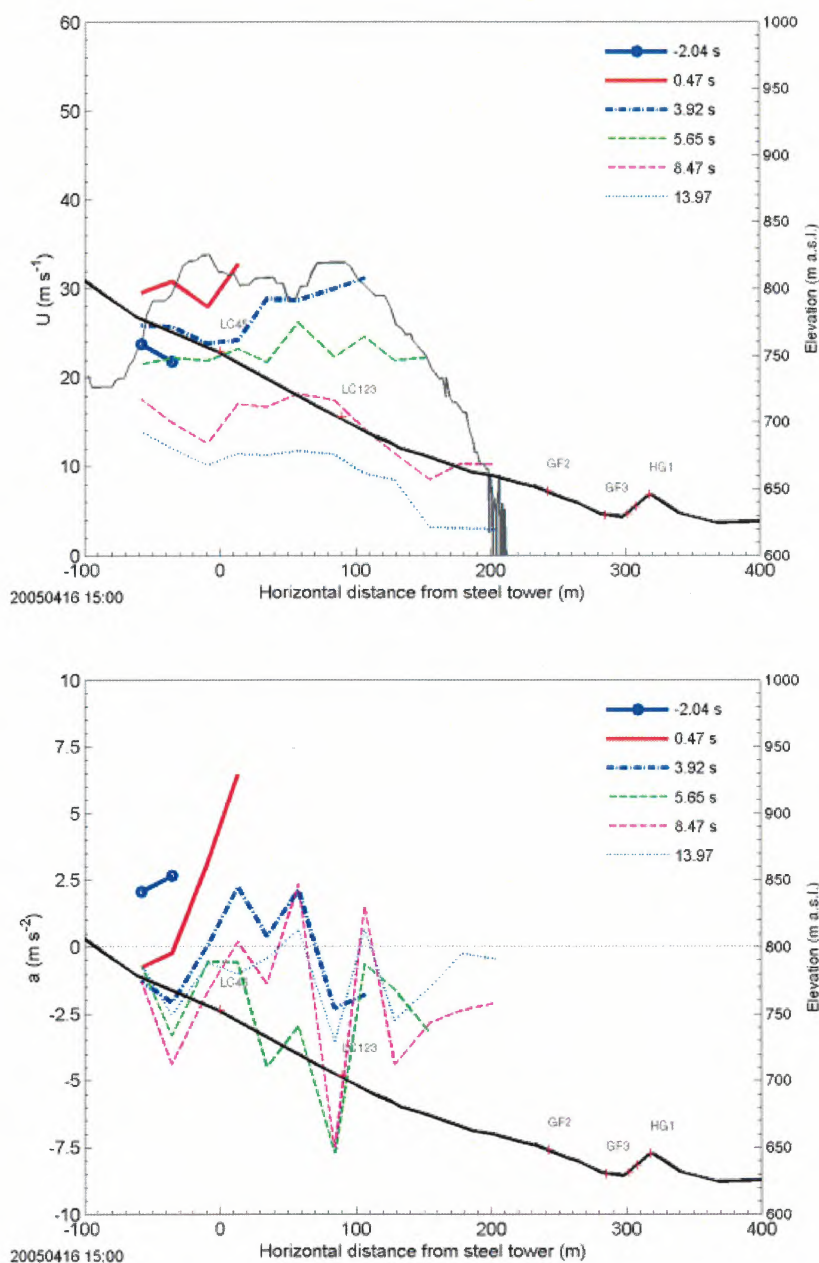 60
50
40
30
20
10
0
U (m s⁻¹)
-2.04 s
0.47 s
3.92 s
5.65 s
8.47 s
13.97
1000
950
900
850
800
750
700
650
600
Elevation (m a.s.l.)
LC45
LC123
GF2
GF3
HG1
-100
0
100
200
300
400
Horizontal distance from steel tower (m)
20050416 15:00
10
7.5
5
2.5
0
-2.5
-5
-7.5
-10
a (m s⁻²)
-2.04 s
0.47 s
3.92 s
5.65 s
8.47 s
13.97
1000
950
900
850
800
750
700
650
600
Elevation (m a.s.l.)
LC45
LC123
GF2
GF3
HG1
-100
0
100
200
300
400
Horizontal distance from steel tower (m)
20050416 15:00